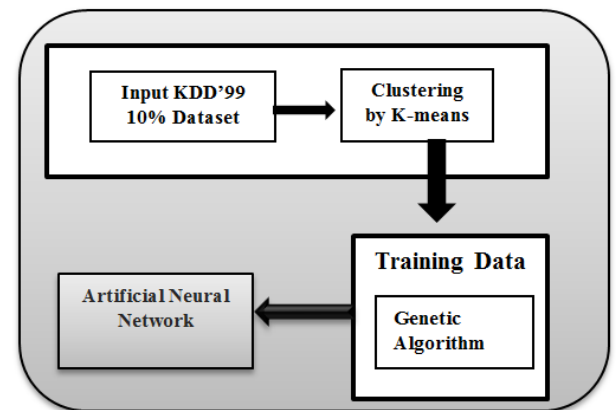 Input KDD'99
10% Dataset
Clustering
by K-means
Training Data
Genetic
Algorithm
Artificial Neural
Network